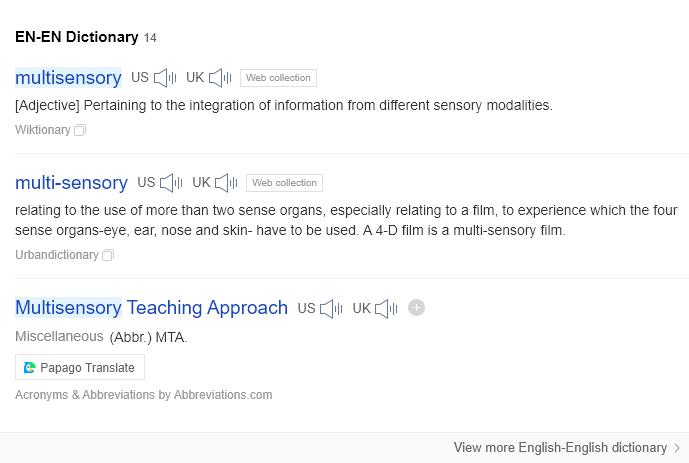 EN-EN Dictionary 14
multisensory US UK Web collection
[Adjective] Pertaining to the integration of information from different sensory modalities.
Wiktionary
multi-sensory US UK Web collection
relating to the use of more than two sense organs, especially relating to a film, to experience which the four
sense organs-eye, ear, nose and skin- have to be used. A 4-D film is a multi-sensory film.
Urbandictionary
Multisensory Teaching Approach US UK
Miscellaneous (Abbr.) MTA.
Papago Translate
Acronyms & Abbreviations by Abbreviations.com
View more English-English dictionary